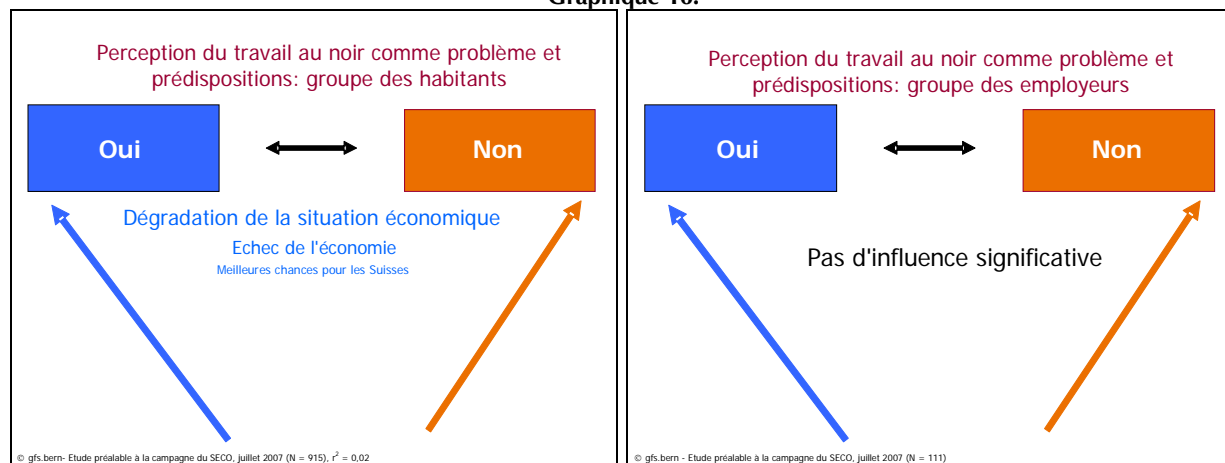 Graphique 16:
Perception du travail au noir comme problème et
prédispositions: groupe des habitants
Oui
Non
Dégradation de la situation économique
Echec de l'économie
Meilleures chances pour les Suisses
© gfs.bern- Etude préalable à la campagne du SECO, juillet 2007 (N = 915), r² = 0,02
Perception du travail au noir comme problème et
prédispositions: groupe des employeurs
Oui
Non
Pas d'influence significative
© gfs.bern - Etude préalable à la campagne du SECO, juillet 2007 (N = 111)